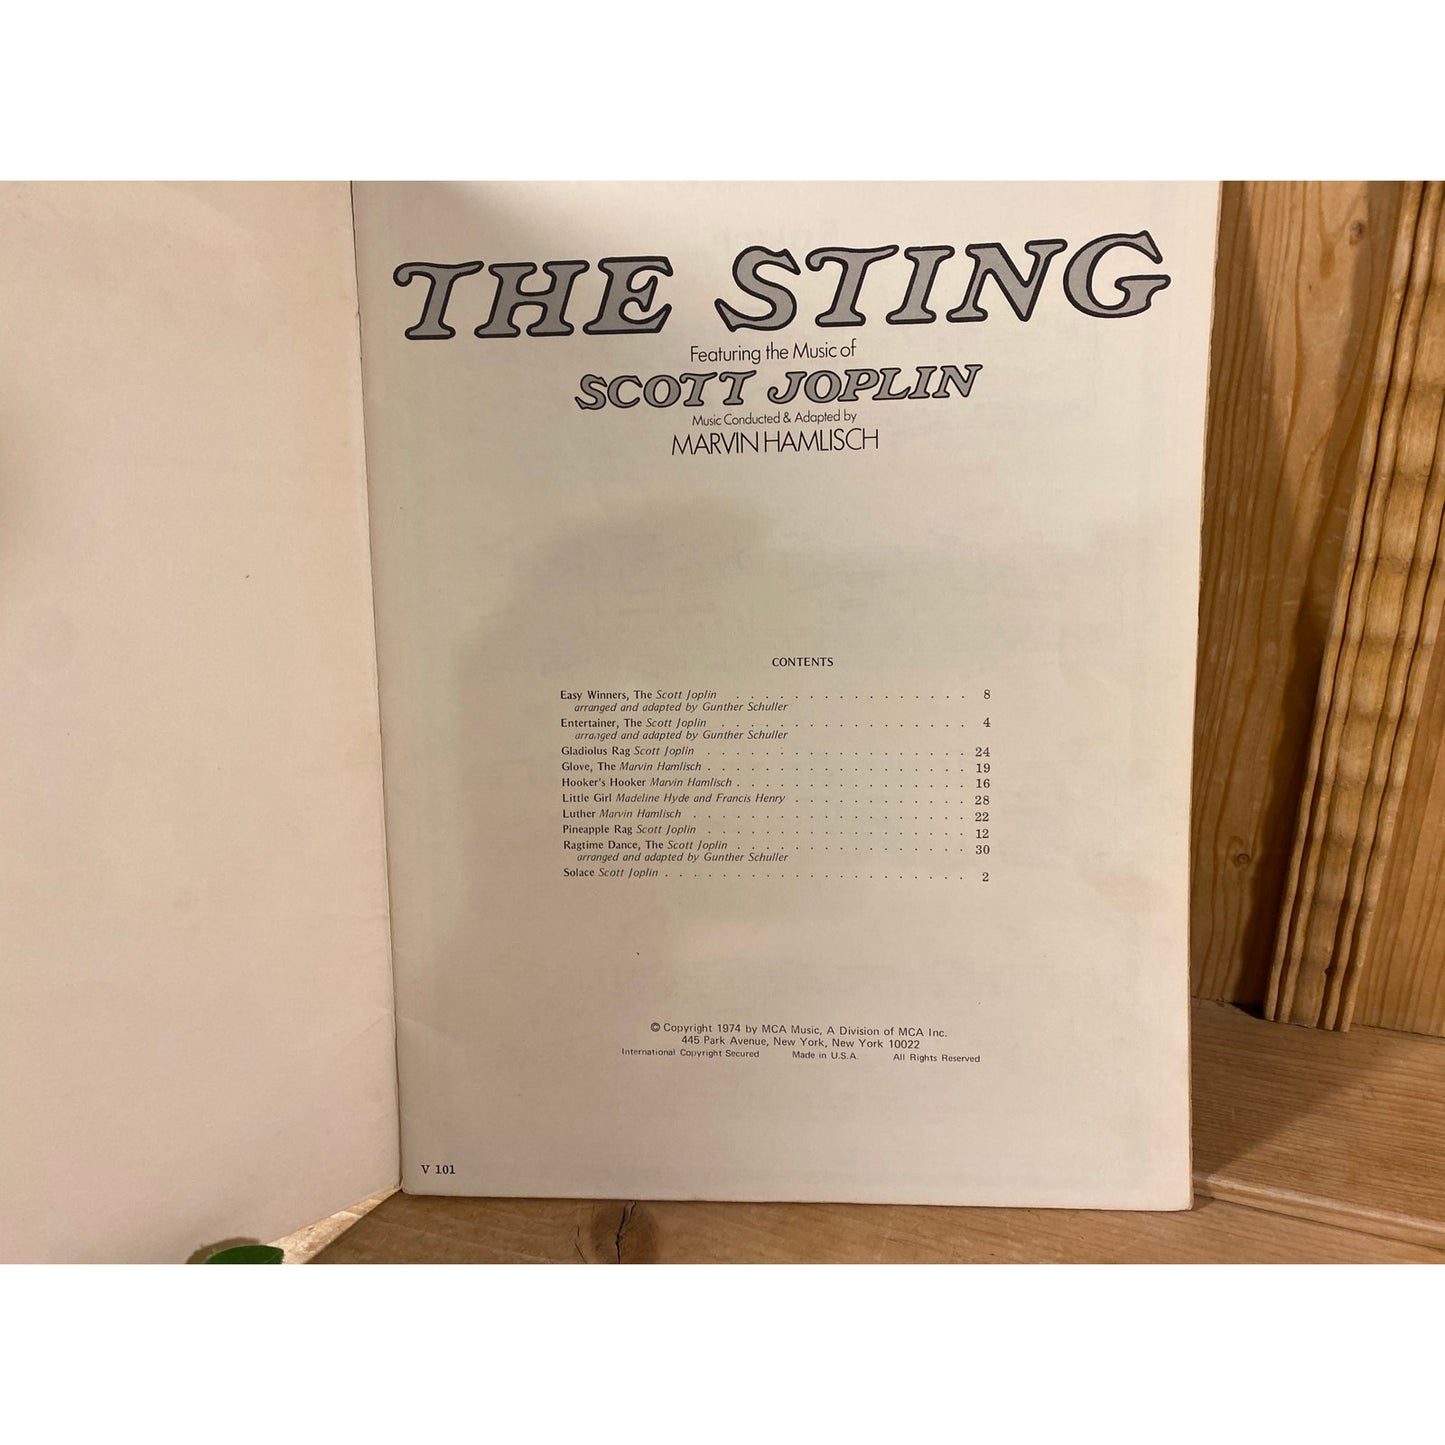 THE STING
Featuring the Music of
SCOTT JOPLIN
Music Conducted & Adapted by
MARVIN HAMLISCH
CONTENTS
Easy Winners, The Scott Joplin . . . . . . . . . . . . . . . . 8
arranged and adapted by Gunther Schuller
Entertainer, The Scott Joplin . . . . . . . . . . . . . . . . . 4
arranged and adapted by Gunther Schuller
Gladiolus Rag Scott Joplin . . . . . . . . . . . . . . . . . . 24
Glove, The Marvin Hamlisch . . . . . . . . . . . . . . . . . . 19
Hooker's Hooker Marvin Hamlisch . . . . . . . . . . . . . . . . 16
Little Girl Madeline Hyde and Francis Henry . . . . . . . . . . . . 28
Luther Marvin Hamlisch . . . . . . . . . . . . . . . . . . . 22
Pineapple Rag Scott Joplin . . . . . . . . . . . . . . . . . . 12
Ragtime Dance, The Scott Joplin . . . . . . . . . . . . . . . . 30
arranged and adapted by Gunther Schuller
Solace Scott Joplin . . . . . . . . . . . . . . . . . . . . . 2
© Copyright 1974 by MCA Music, A Division of MCA Inc.
445 Park Avenue, New York, New York 10022
International Copyright Secured Made in U.S.A. All Rights Reserved
V 101